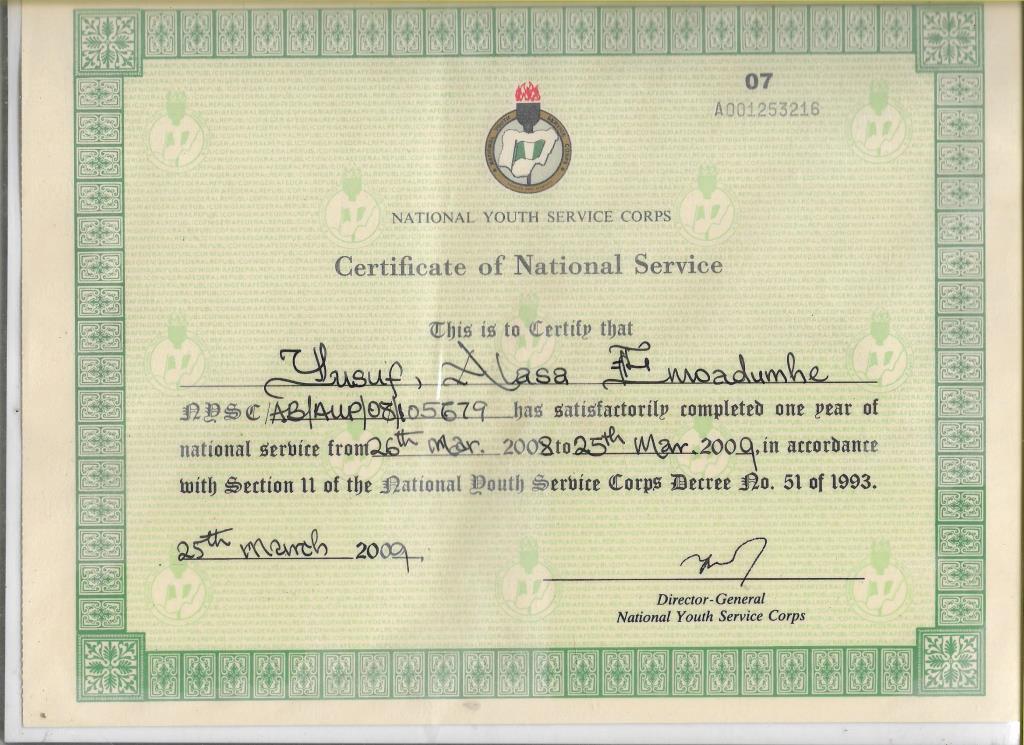 07
A001253216
NATIONAL YOUTH SERVICE CORPS
Certificate of National Service
This is to Certify that
Yusuf, Alasa Emoadumhe
NYSC/AB/AUP/08/105679 has satisfactorily completed one year of
national service from 26th Mar. 2008 to 25th Mar. 2009, in accordance
with Section 11 of the National Youth Service Corps Decree No. 51 of 1993.
25th March 2009,
Director-General
National Youth Service Corps